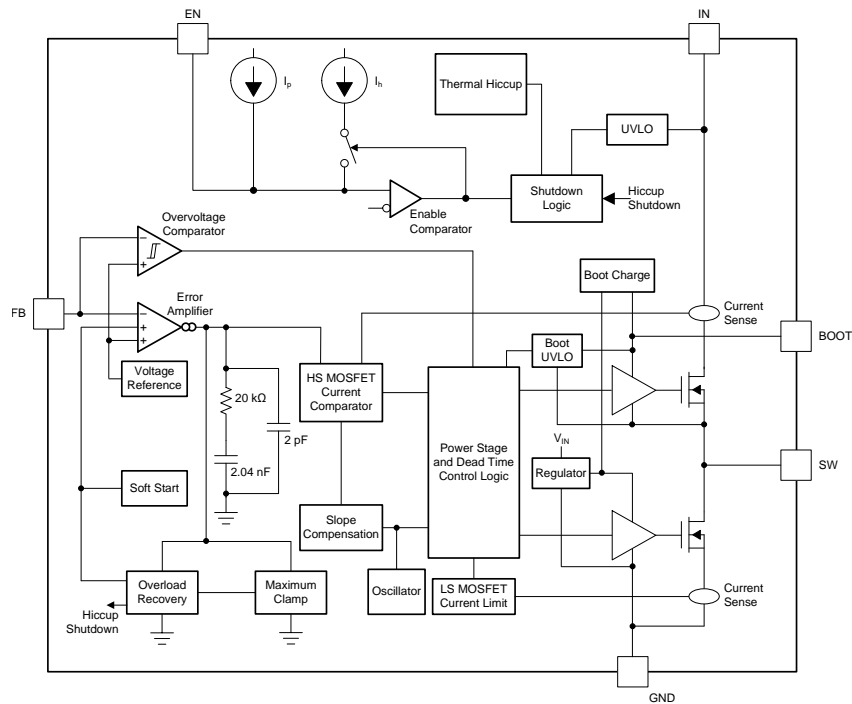 EN
IN
Ip
Ih
Thermal Hiccup
UVLO
Shutdown
Logic
Hiccup
Shutdown
Enable
Comparator
Overvoltage
Comparator
−
+
Boot Charge
FB
Error
Amplifier
−
+
+
Current
Sense
BOOT
Voltage
Reference
HS MOSFET
Current
Comparator
Boot
UVLO
20 kΩ
2 pF
2.04 nF
Power Stage
and Dead Time
Control Logic
VIN
Regulator
SW
Soft Start
Slope
Compensation
Overload
Recovery
Maximum
Clamp
Oscillator
LS MOSFET
Current Limit
Current
Sense
Hiccup
Shutdown
GND